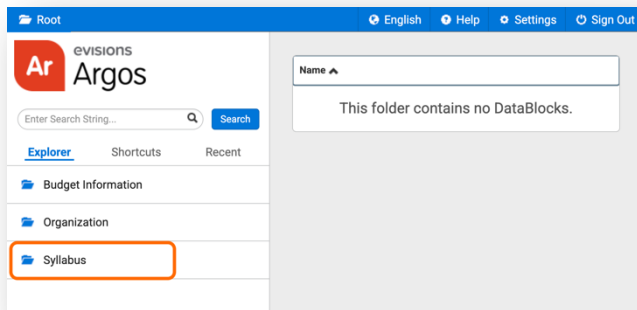 Root
English
Help
Settings
Sign Out
Ar
evisions
Argos
Enter Search String...
Search
Explorer
Shortcuts
Recent
Budget Information
Organization
Syllabus
Name
This folder contains no DataBlocks.